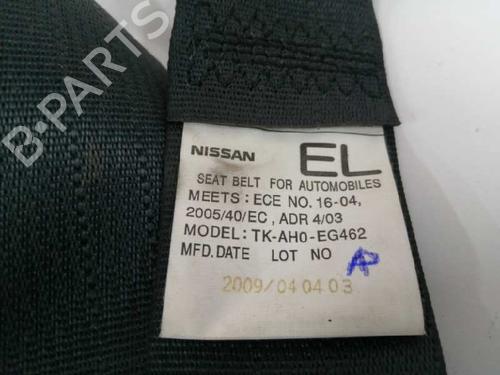 B-PARTS
NISSAN EL
SEAT BELT FOR AUTOMOBILES
MEETS : ECE NO. 16-04,
2005/40/EC , ADR 4/03
MODEL: TK-AH0-EG462
MFD.DATE LOT NO
2009/04 04 03